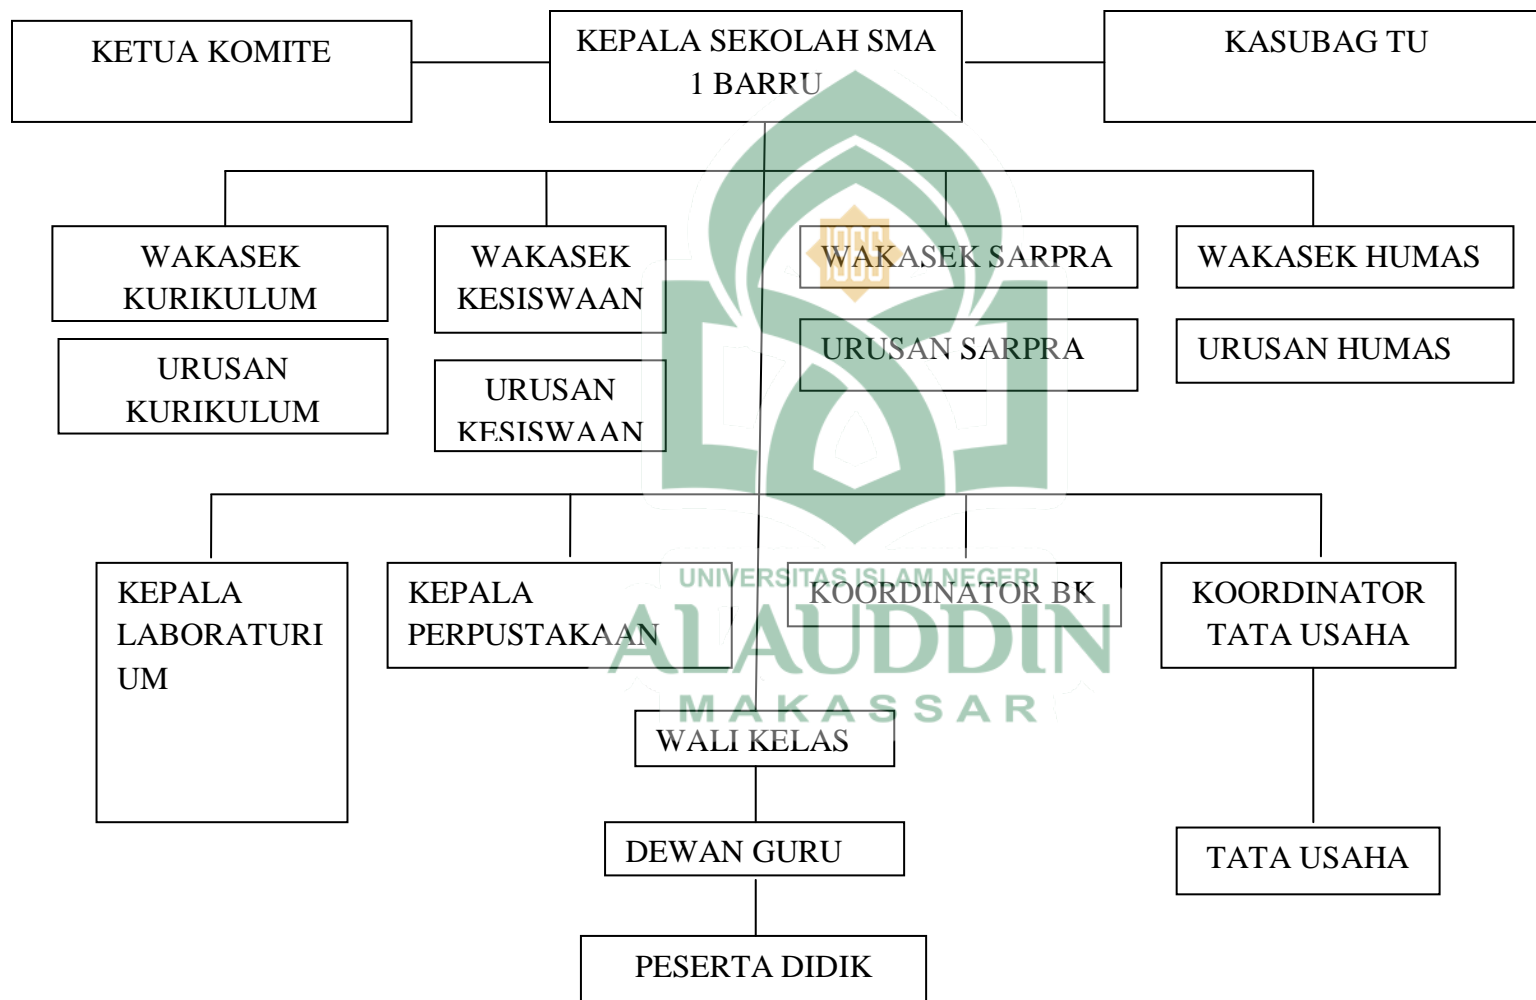 KETUA KOMITE
KEPALA SEKOLAH SMA
1 BARRU
KASUBAG TU
WAKASEK
KURIKULUM
WAKASEK
KESISWAAN
WAKASEK SARPRA
WAKASEK HUMAS
URUSAN
KURIKULUM
URUSAN
KESISWAAN
URUSAN SARPRA
URUSAN HUMAS
KEPALA
LABORATURI
UM
KEPALA
PERPUSTAKAAN
KOORDINATOR BK
KOORDINATOR
TATA USAHA
UNIVERSITAS ISLAM NEGERI
ALAUDDIN
MAKASSAR
WALI KELAS
DEWAN GURU
TATA USAHA
PESERTA DIDIK